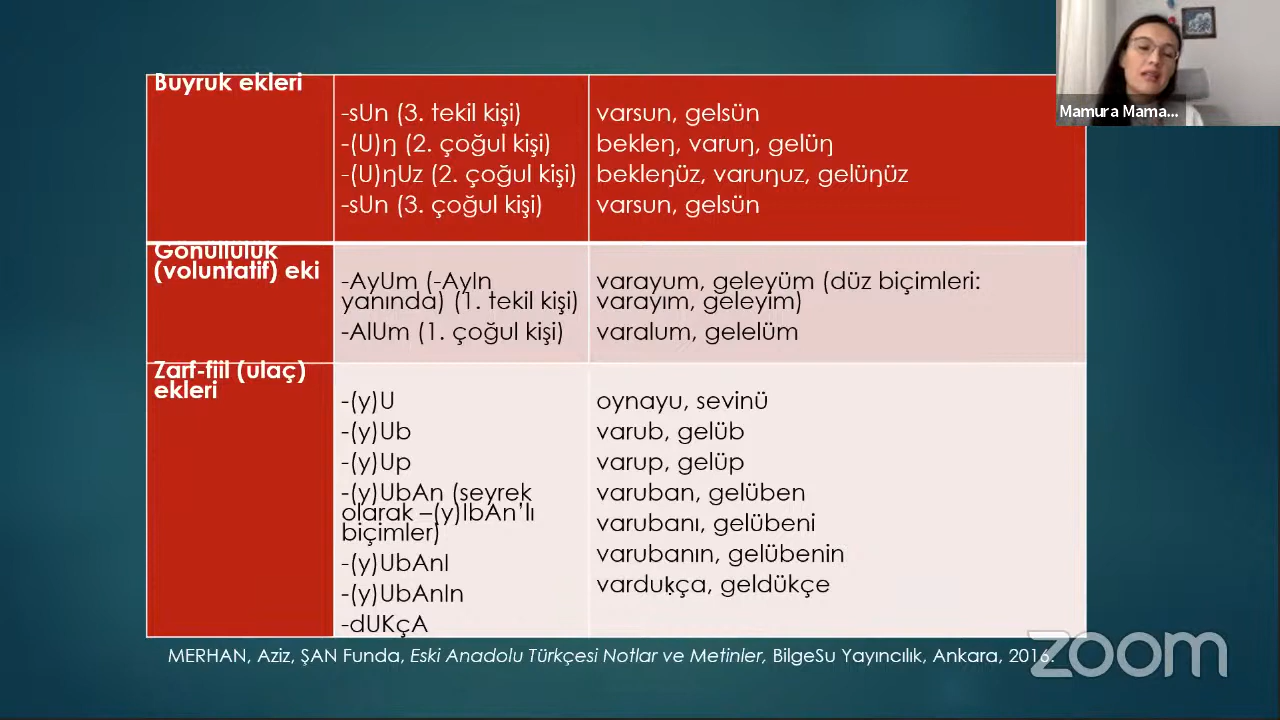 Buyruk ekleri
-sUn (3. tekil kişi)
-(U)ŋ (2. çoğul kişi)
-(U)ŋUz (2. çoğul kişi)
-sUn (3. çoğul kişi)
varsun, gelsün
bekleŋ, varuŋ, gelüŋ
bekleŋüz, varuŋuz, gelüŋüz
varsun, gelsün
Gönüllülük
(voluntatif) eki
-AyUm (-AyIn
yanında) (1. tekil kişi)
-AlUm (1. çoğul kişi)
varayum, geleyüm (düz biçimleri:
varayım, geleyim)
varalum, gelelüm
Zarf-fiil (ulaç)
ekleri
-(y)U
-(y)Ub
-(y)Up
-(y)UbAn (seyrek
olarak –(y)IbAn’lı
biçimler)
-(y)UbAnI
-(y)UbAnIn
-dUKçA
oynayu, sevinü
varub, gelüb
varup, gelüp
varuban, gelüben
varubanı, gelübeni
varubanın, gelübenin
vardukça, geldükçe
MERHAN, Aziz, ŞAN Funda, Eski Anadolu Türkçesi Notlar ve Metinler, BilgeSu Yayıncılık, Ankara, 2016.
Mamura Mama...
zoom